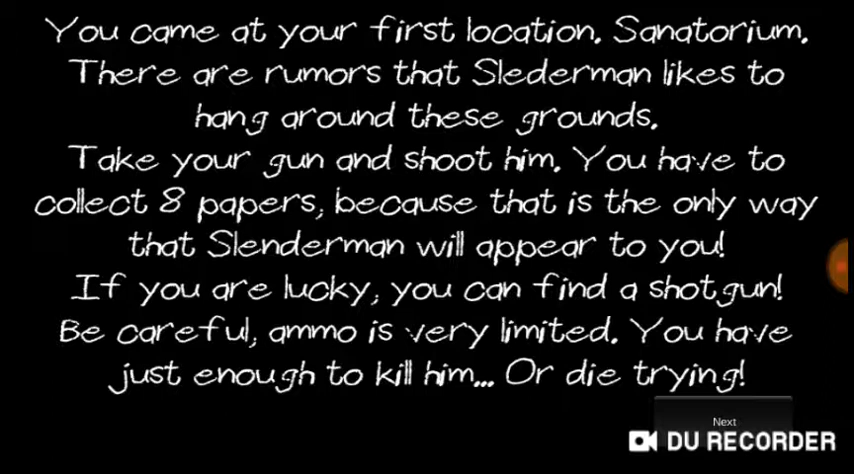 You came at your first location. Sanatorium.
There are rumors that Slederman likes to
hang around these grounds.
Take your gun and shoot him. You have to
collect 8 papers, because that is the only way
that Slenderman will appear to you!
If you are lucky, you can find a shotgun!
Be careful, ammo is very limited. You have
just enough to kill him... Or die trying!
Next
DU RECORDER